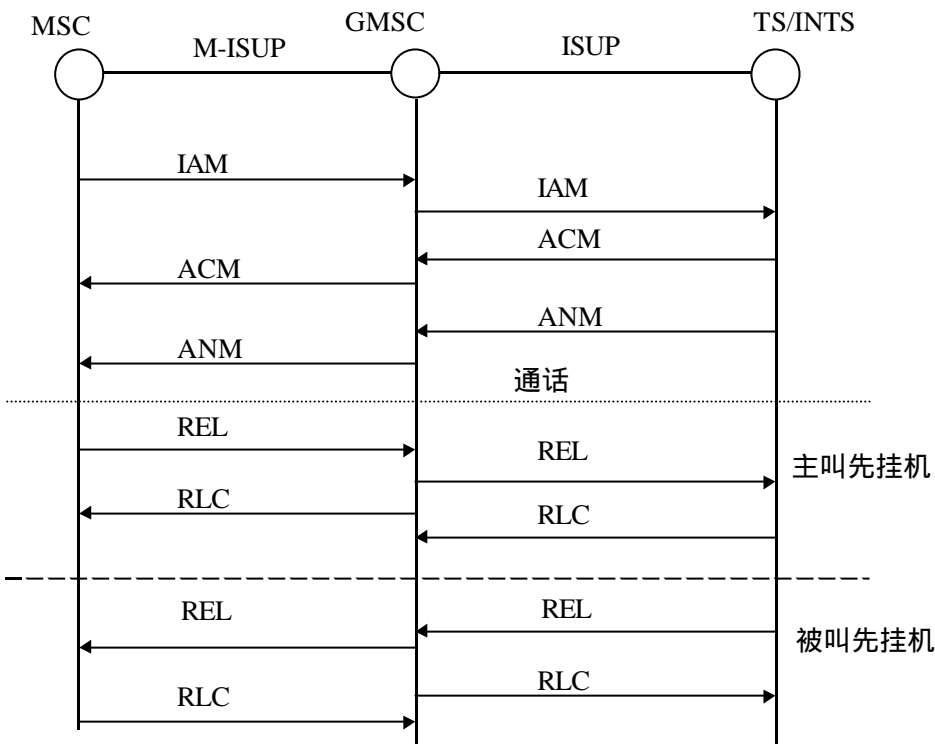 MSC
GMSC
TS/INTS
M-ISUP
ISUP
IAM
IAM
ACM
ACM
ANM
ANM
通话
REL
REL
主叫先挂机
RLC
RLC
REL
REL
被叫先挂机
RLC
RLC